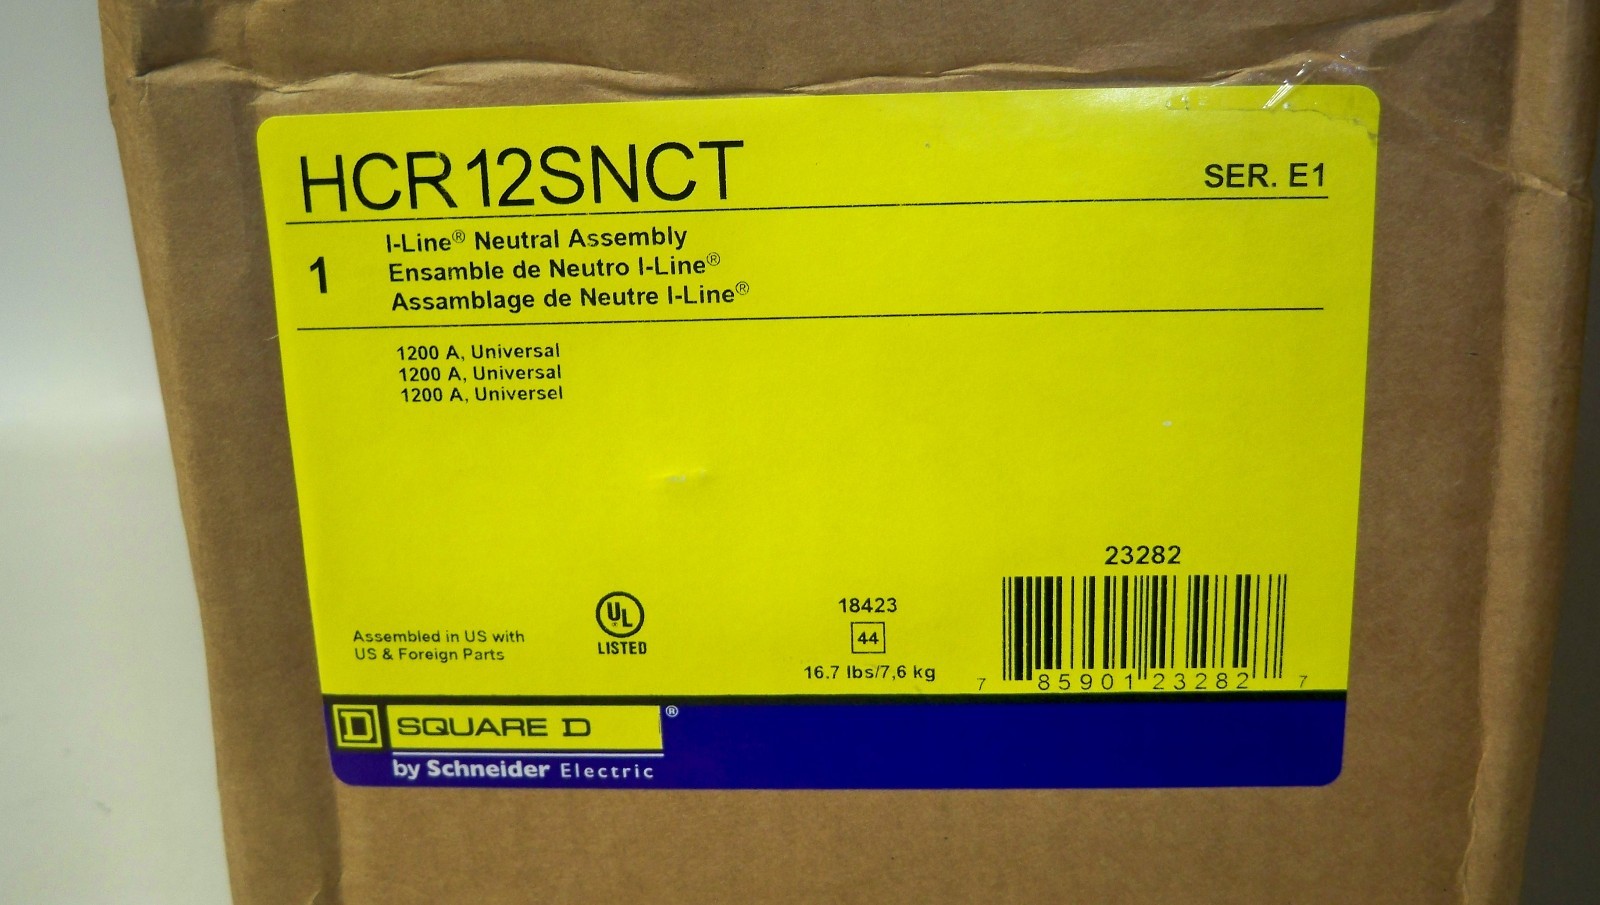 HCR12SNCT
SER. E1
1
I-Line® Neutral Assembly
Ensamble de Neutro I-Line®
Assamblage de Neutre I-Line®
1200 A, Universal
1200 A, Universal
1200 A, Universel
23282
Assembled in US with
US & Foreign Parts
UL
LISTED
18423
44
16.7 lbs/7,6 kg
7 85901 23282 7
D SQUARE D ®
by Schneider Electric